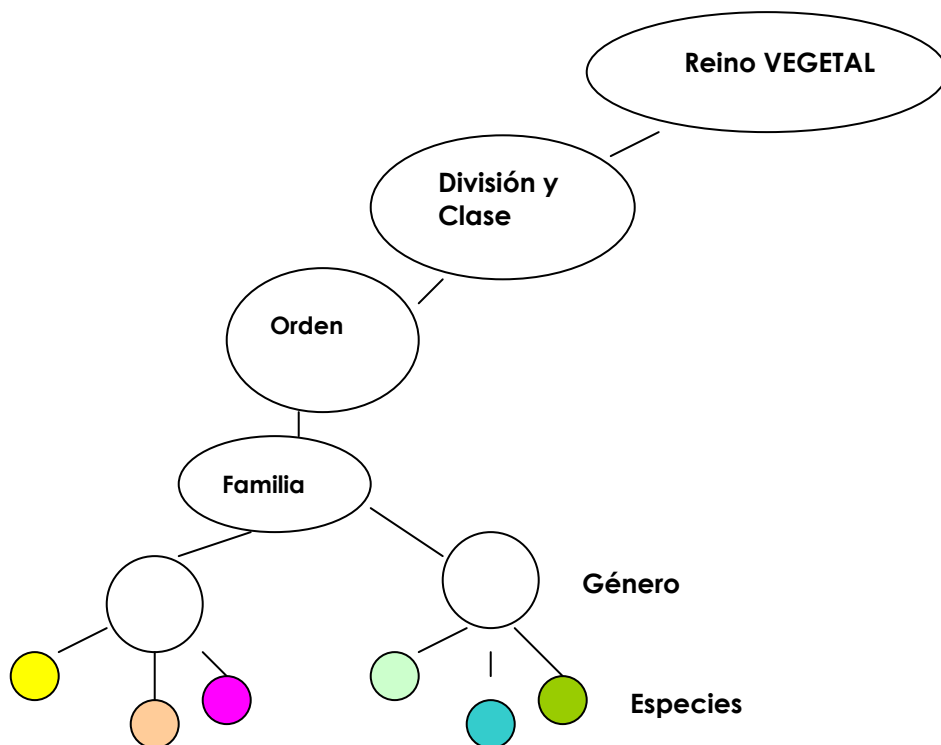 Reino VEGETAL
División y
Clase
Orden
Familia
Género
Especies